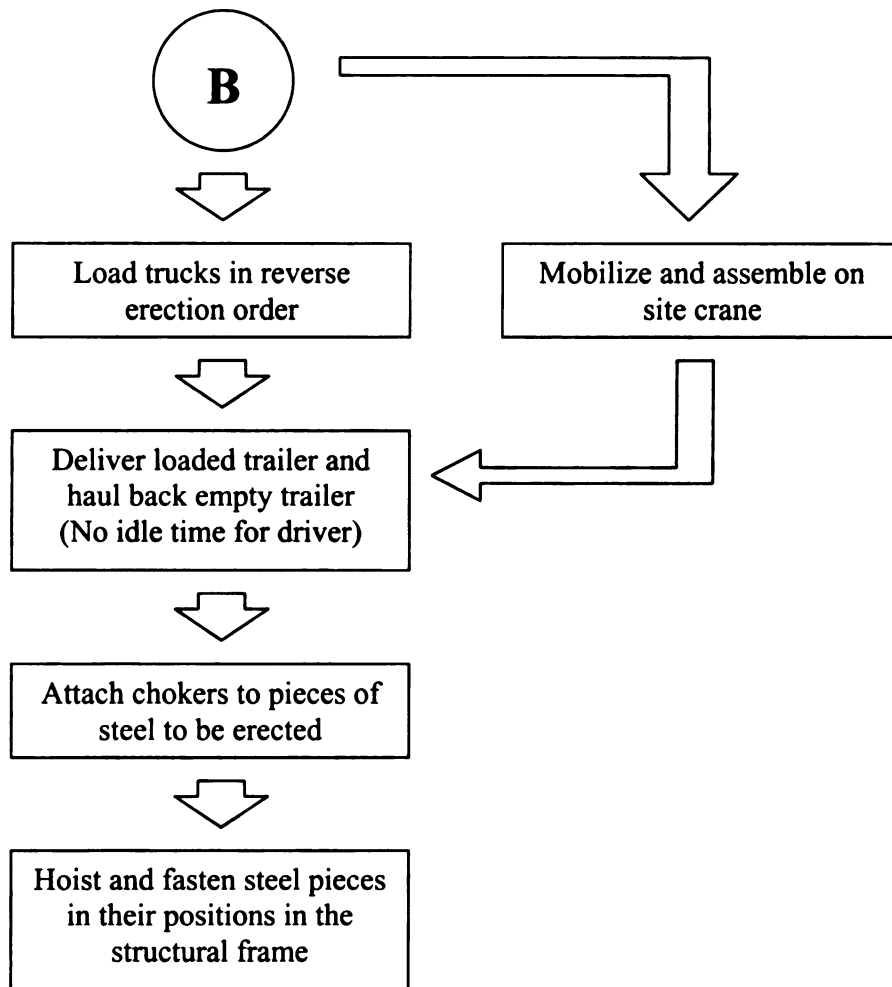 B
Load trucks in reverse
erection order
Mobilize and assemble on
site crane
Deliver loaded trailer and
haul back empty trailer
(No idle time for driver)
Attach chokers to pieces of
steel to be erected
Hoist and fasten steel pieces
in their positions in the
structural frame